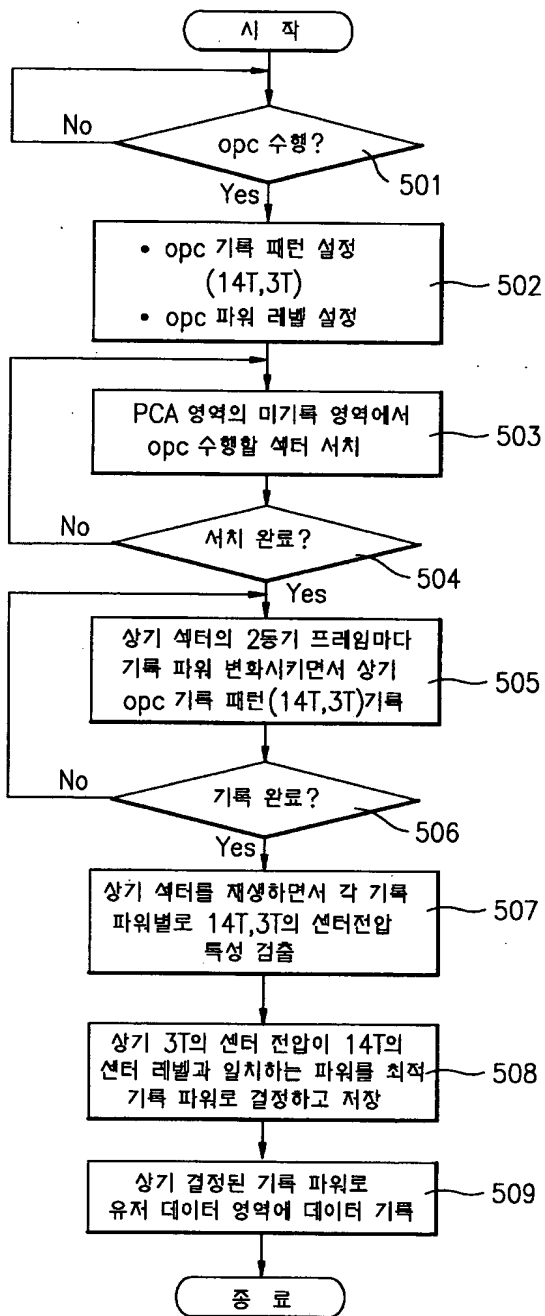 시 작
No
opc 수행?
501
Yes
• opc 기록 패턴 설정
(14T,3T)
• opc 파워 레벨 설정
502
PCA 영역의 미기록 영역에서
opc 수행할 섹터 서치
503
No
서치 완료?
504
Yes
상기 섹터의 2동기 프레임마다
기록 파워 변화시키면서 상기
opc 기록 패턴(14T,3T)기록
505
No
기록 완료?
506
Yes
상기 섹터를 재생하면서 각 기록
파워별로 14T,3T의 센터전압
특성 검출
507
상기 3T의 센터 전압이 14T의
센터 레벨과 일치하는 파워를 최적
기록 파워로 결정하고 저장
508
상기 결정된 기록 파워로
유저 데이터 영역에 데이터 기록
509
종 료